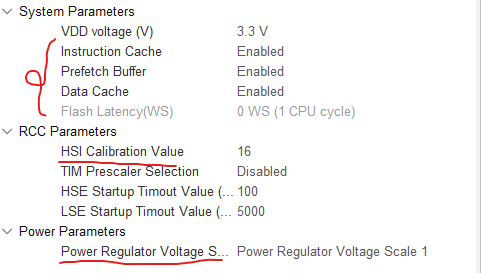 System Parameters
VDD voltage (V) 3.3 V
Instruction Cache Enabled
Prefetch Buffer Enabled
Data Cache Enabled
Flash Latency(WS) 0 WS (1 CPU cycle)
RCC Parameters
HSI Calibration Value 16
TIM Prescaler Selection Disabled
HSE Startup Timout Value (... 100
LSE Startup Timout Value (... 5000
Power Parameters
Power Regulator Voltage S... Power Regulator Voltage Scale 1